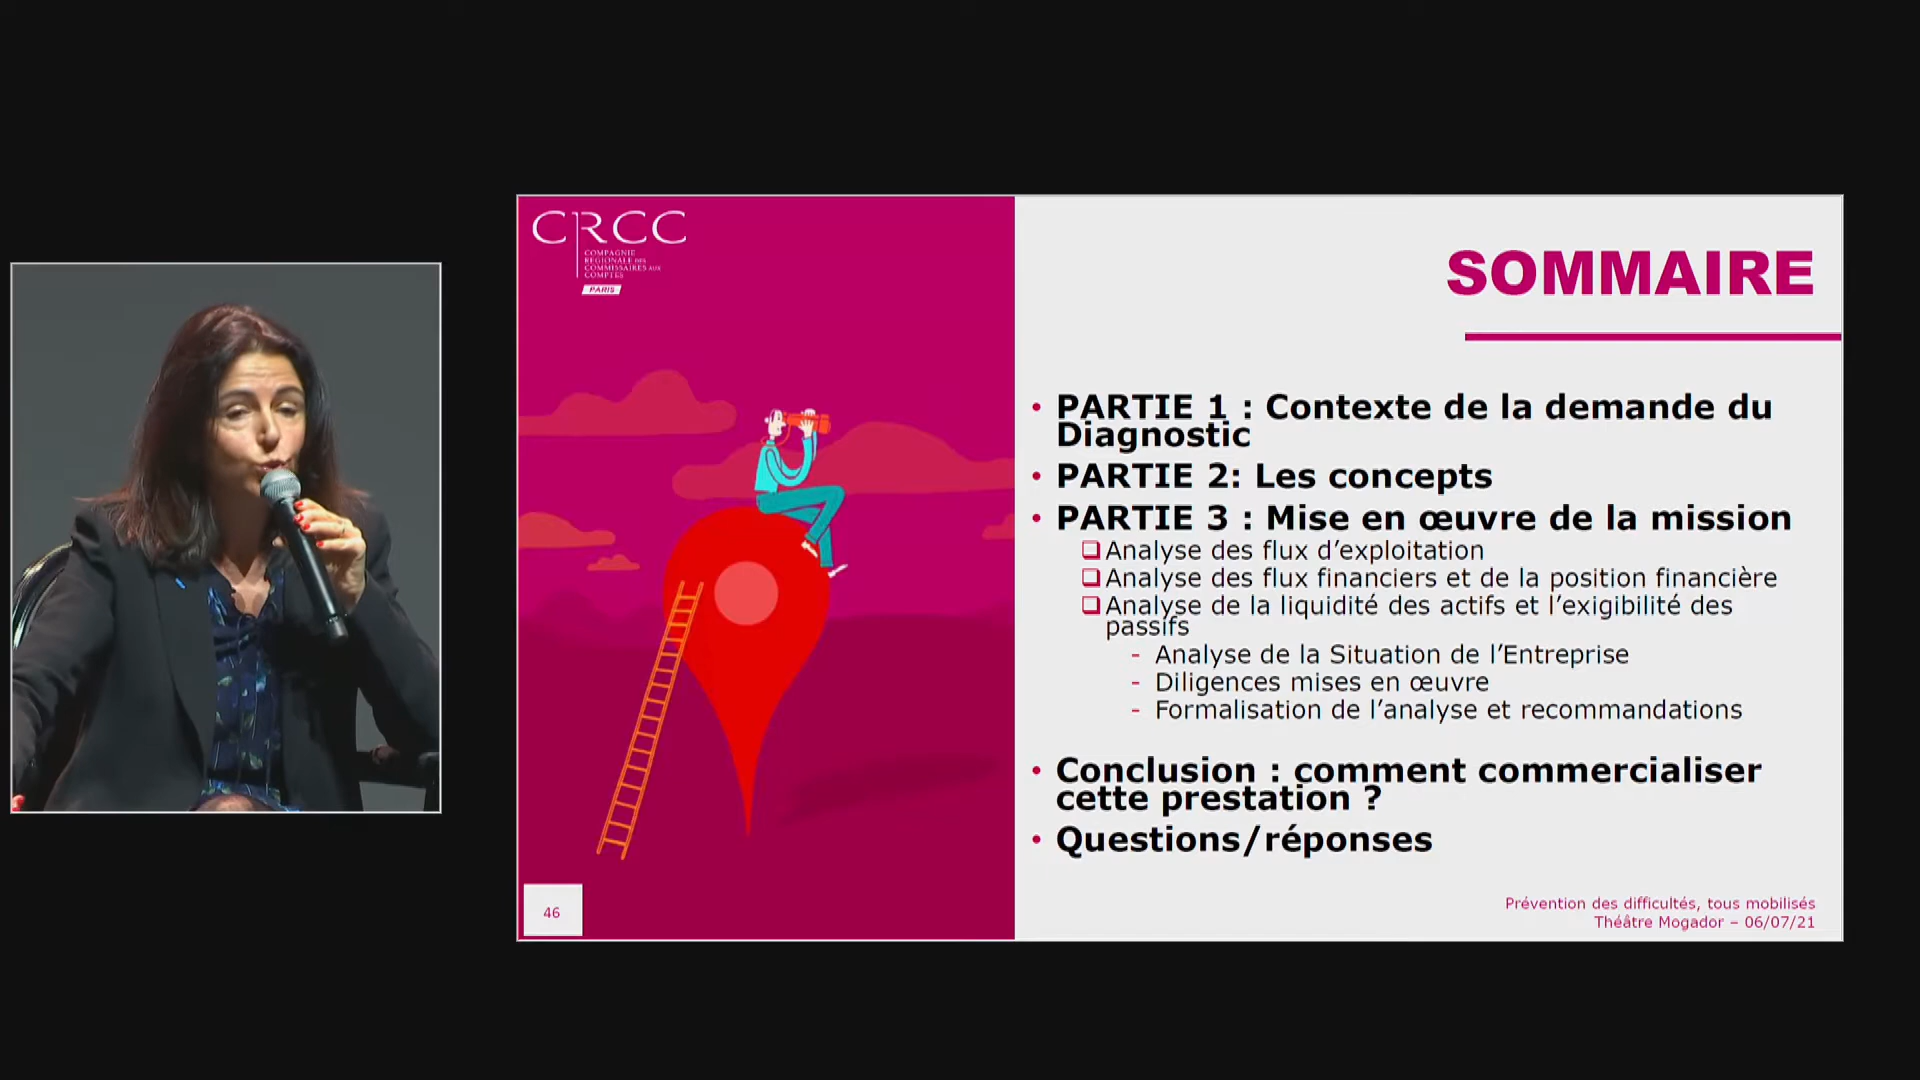 CRCC
COMPAGNIE
REGIONALE DES
COMMISSAIRES AUX
COMPTES
PARIS
SOMMAIRE
• PARTIE 1 : Contexte de la demande du
Diagnostic
• PARTIE 2: Les concepts
• PARTIE 3 : Mise en œuvre de la mission
❑ Analyse des flux d’exploitation
❑ Analyse des flux financiers et de la position financière
❑ Analyse de la liquidité des actifs et l’exigibilité des
passifs
- Analyse de la Situation de l’Entreprise
- Diligences mises en œuvre
- Formalisation de l’analyse et recommandations
• Conclusion : comment commercialiser
cette prestation ?
• Questions/réponses
46
Prévention des difficultés, tous mobilisés
Théâtre Mogador – 06/07/21